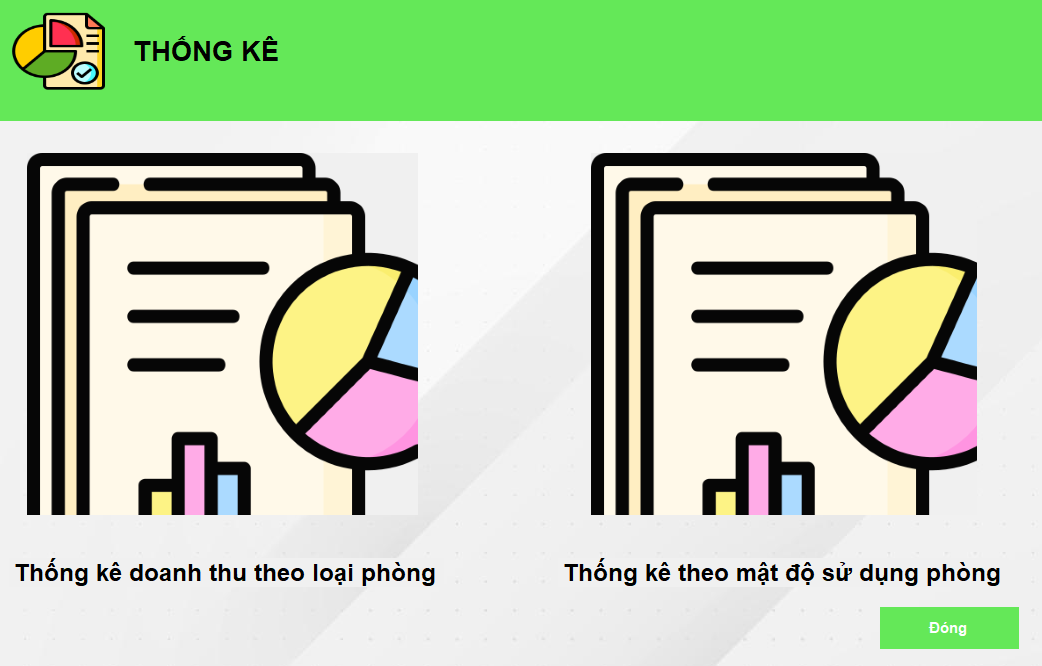 THỐNG KÊ
Thống kê doanh thu theo loại phòng
Thống kê theo mật độ sử dụng phòng
Đóng